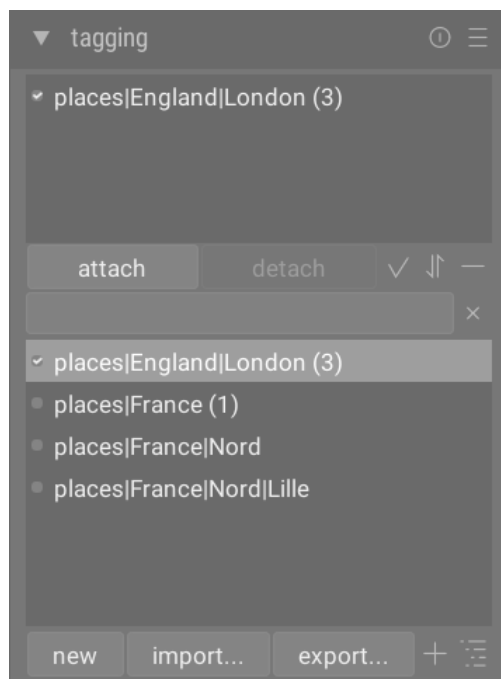 tagging
places|England|London (3)
attach detach
places|England|London (3)
places|France (1)
places|France|Nord
places|France|Nord|Lille
new import... export...